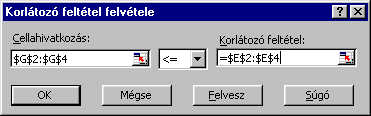 Korlátozó feltétel felvétele
Cellahivatkozás: Korlátozó feltétel:
$G$2:$G$4 <= =$E$2:$E$4
OK Mégse Felvesz Súgó